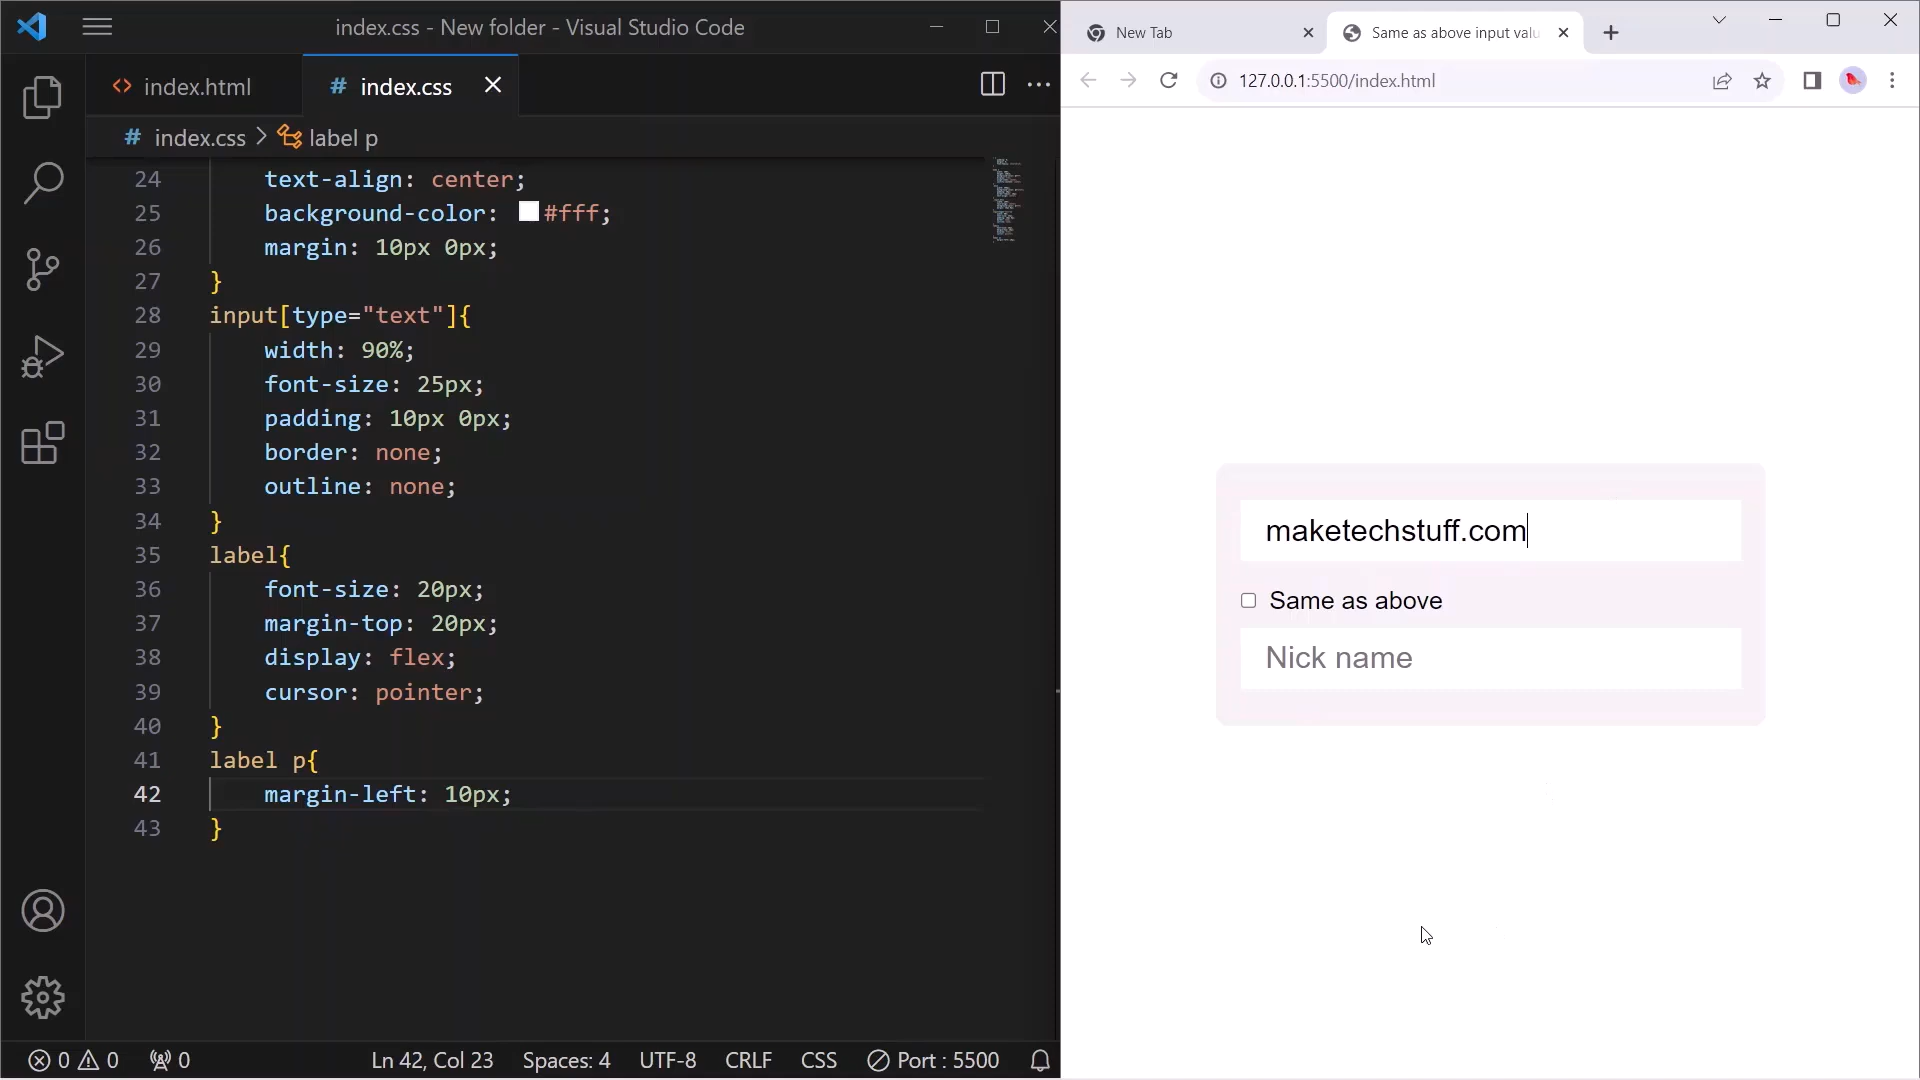 index.css - New folder - Visual Studio Code
index.html
# index.css
# index.css > label p
24 text-align: center;
25 background-color: #fff;
26 margin: 10px 0px;
27 }
28 input[type="text"]{
29 width: 90%;
30 font-size: 25px;
31 padding: 10px 0px;
32 border: none;
33 outline: none;
34 }
35 label{
36 font-size: 20px;
37 margin-top: 20px;
38 display: flex;
39 cursor: pointer;
40 }
41 label p{
42 margin-left: 10px;
43 }
0 0 0 Ln 42, Col 23 Spaces: 4 UTF-8 CRLF CSS Port : 5500
New Tab
Same as above input valu
127.0.0.1:5500/index.html
maketechstuff.com
Same as above
Nick name